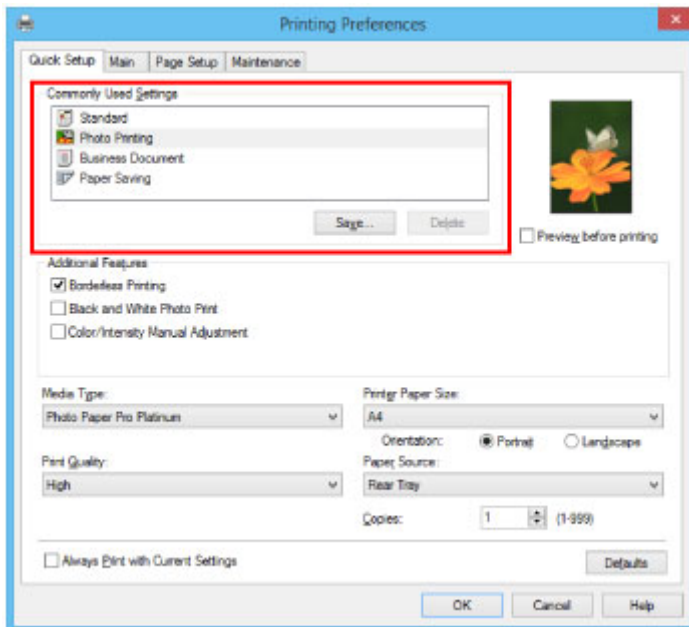 Printing Preferences
Quick Setup Main Page Setup Maintenance
Commonly Used Settings
Standard
Photo Printing
Business Document
Paper Saving
Save... Delete
Preview before printing
Additional Features
Borderless Printing
Black and White Photo Print
Color/Intensity Manual Adjustment
Media Type: Printer Paper Size:
Photo Paper Pro Platinum A4
Orientation: Portrait Landscape
Print Quality: Paper Source:
High Rear Tray
Copies: 1 (1-999)
Always Print with Current Settings Defaults
OK Cancel Help